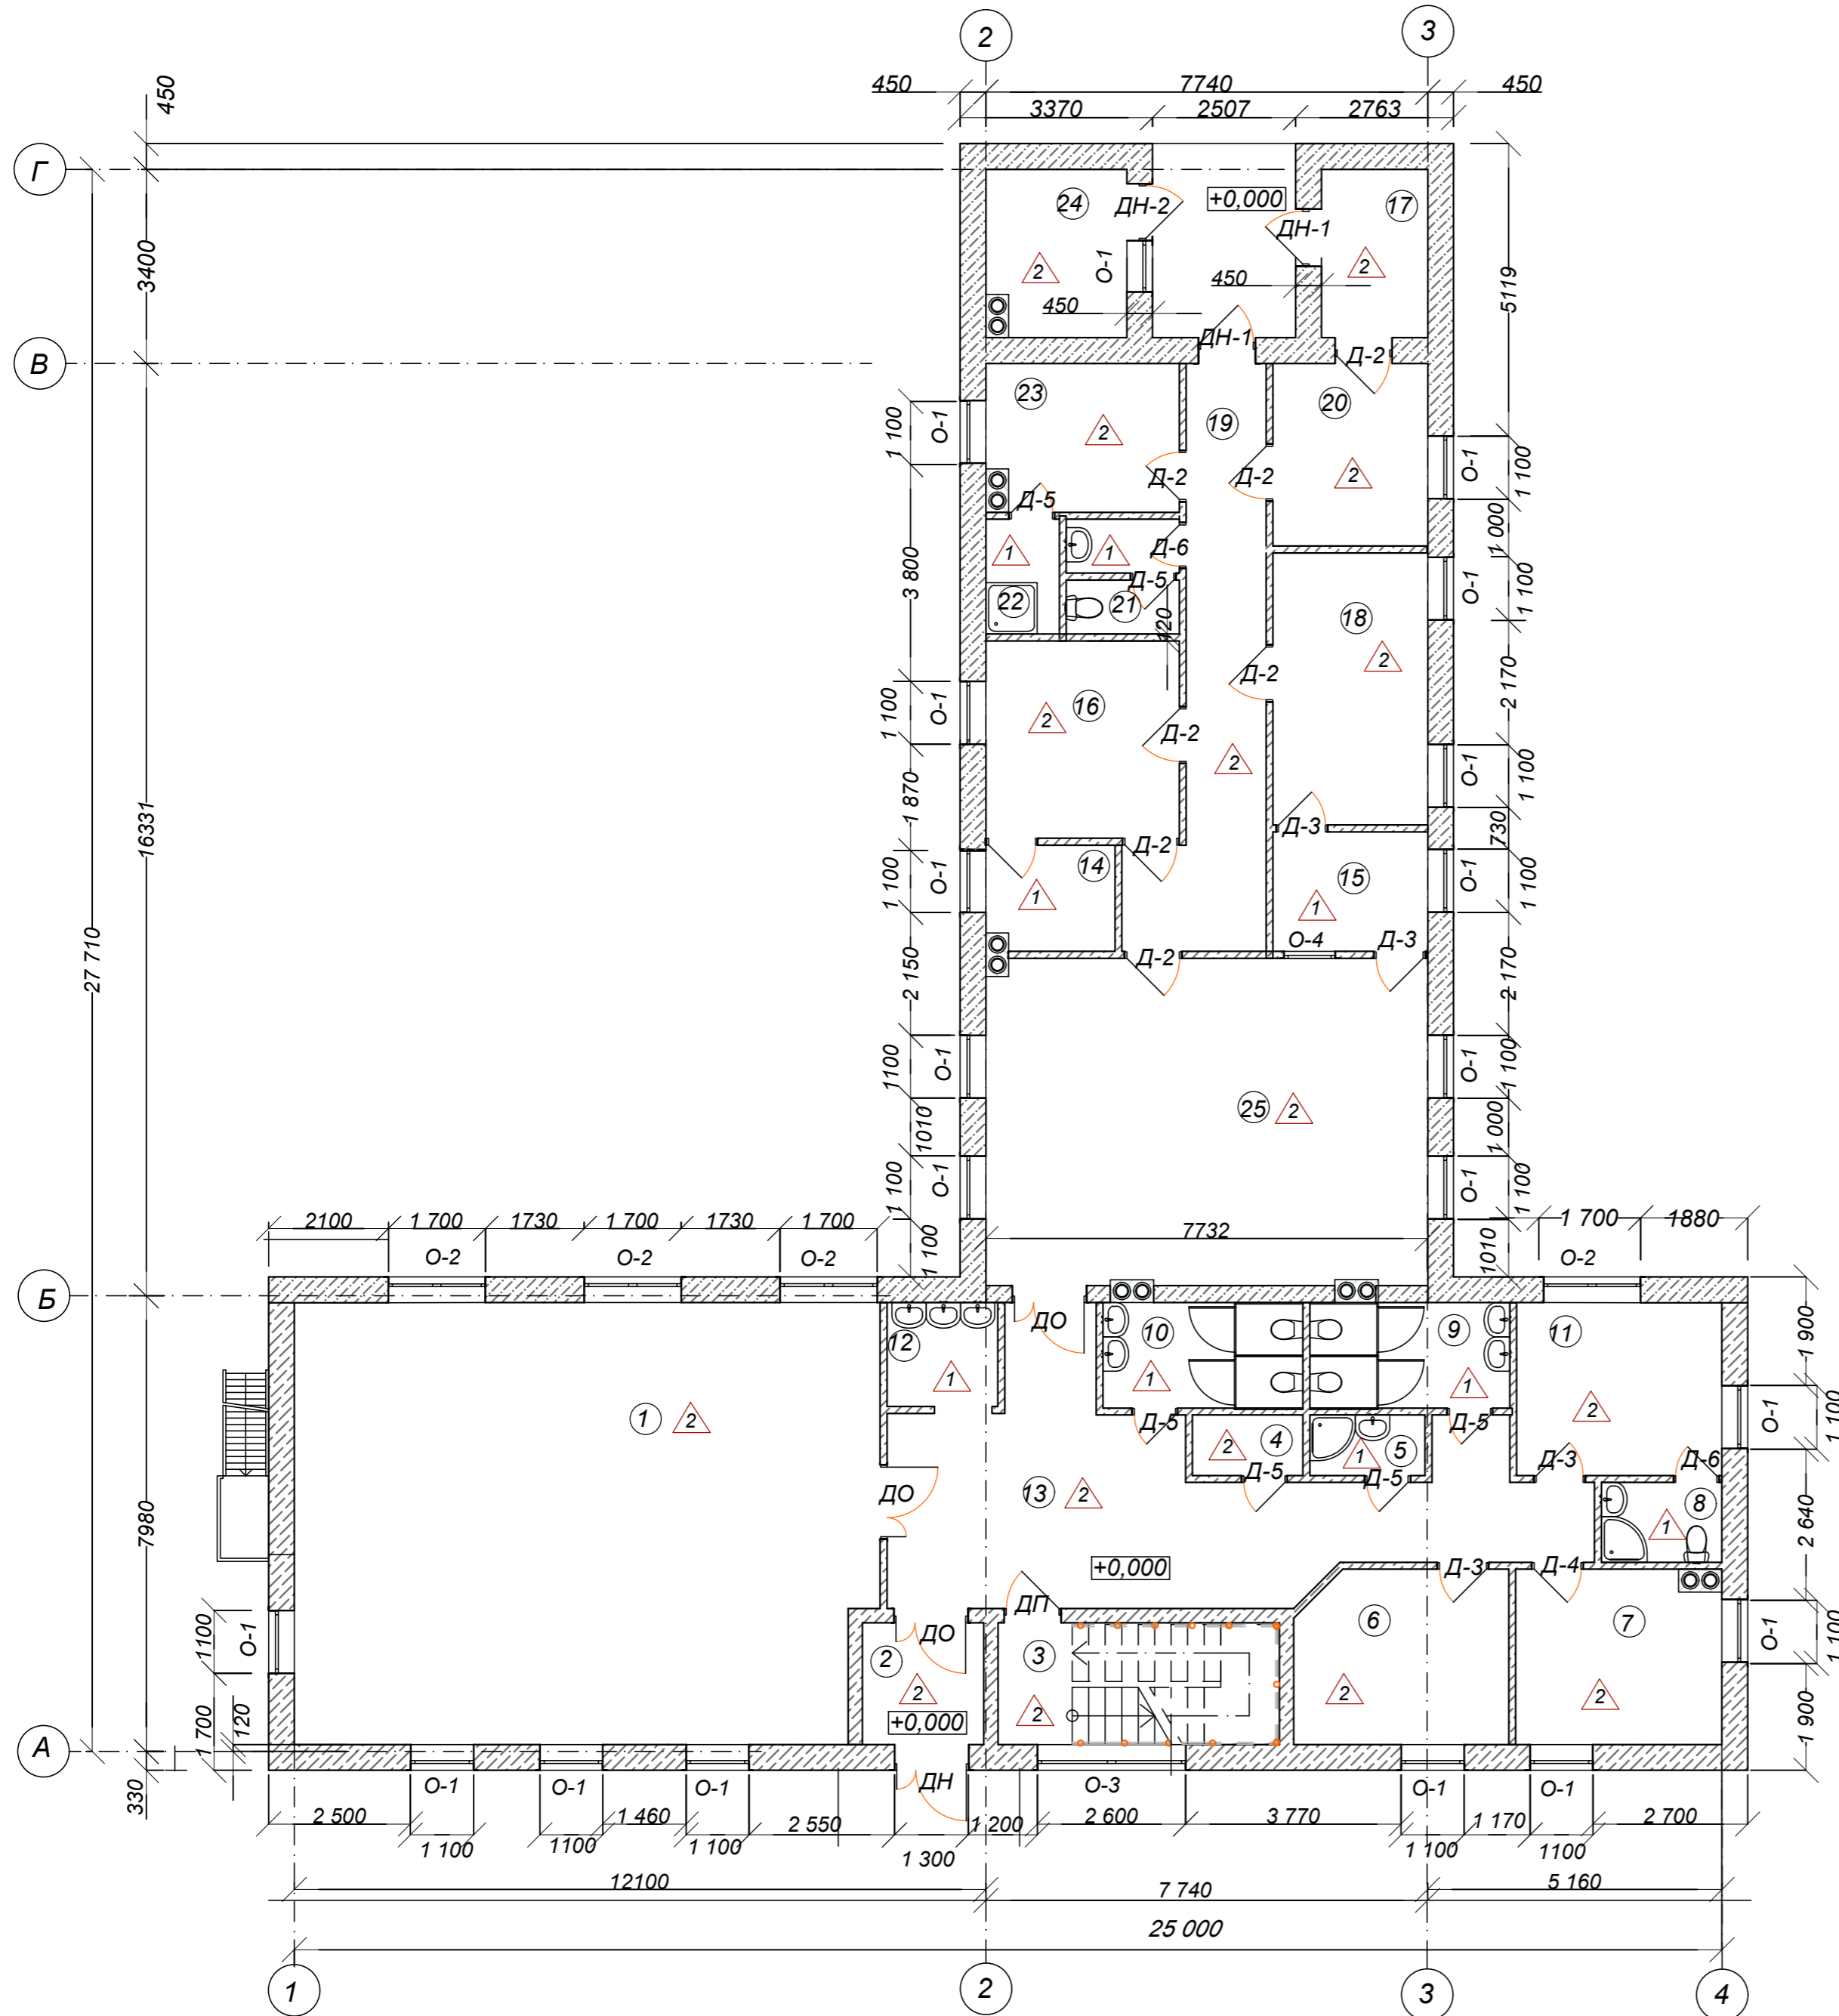 2
3
450
7740
450
450
3370
2507
2763
Г
24
ДН-2
+0,000
17
ДН-1
3400
2
О-1
450
2
5119
450
ДН-1
Д-2
В
23
19
20
1 100
О-1
2
Д-2
Д-2
2
О-1
1 100
Д-5
1 000
1
1
Д-6
3 800
Д-5
О-1
1 100
22
21
120
18
2
Д-2
2 170
16
1 100
О-1
2
Д-2
2
О-1
1 100
16331
1 870
Д-2
Д-3
730
14
1 100
О-1
1
15
О-1
1 100
1
О-4
Д-3
27 710
2 150
Д-2
2 170
1100
О-1
О-1
1 100
25
2
1010
1 000
1 100
О-1
О-1
1 100
2100
1 700
1730
1 700
1730
1 700
1 100
7732
1010
1 700
1880
О-2
О-2
О-2
О-2
Б
12
ДО
10
9
11
1 900
1
1
1
1
2
Д-5
Д-5
2
О-1
1 100
2
4
1
5
ДО
13
2
Д-5
Д-5
Д-3
Д-6
7980
8
1
2 640
+0,000
Д-3
Д-4
ДП
1100
О-1
ДО
6
7
О-1
1 100
2
3
2
2
2
2
1 700
120
+0,000
1 900
А
330
О-1
О-1
О-1
ДН
О-3
О-1
О-1
2 500
1 460
2 550
1 200
2 600
3 770
1 170
2 700
1 100
1100
1 100
1 300
1 100
1100
12100
7 740
5 160
25 000
1
2
3
4